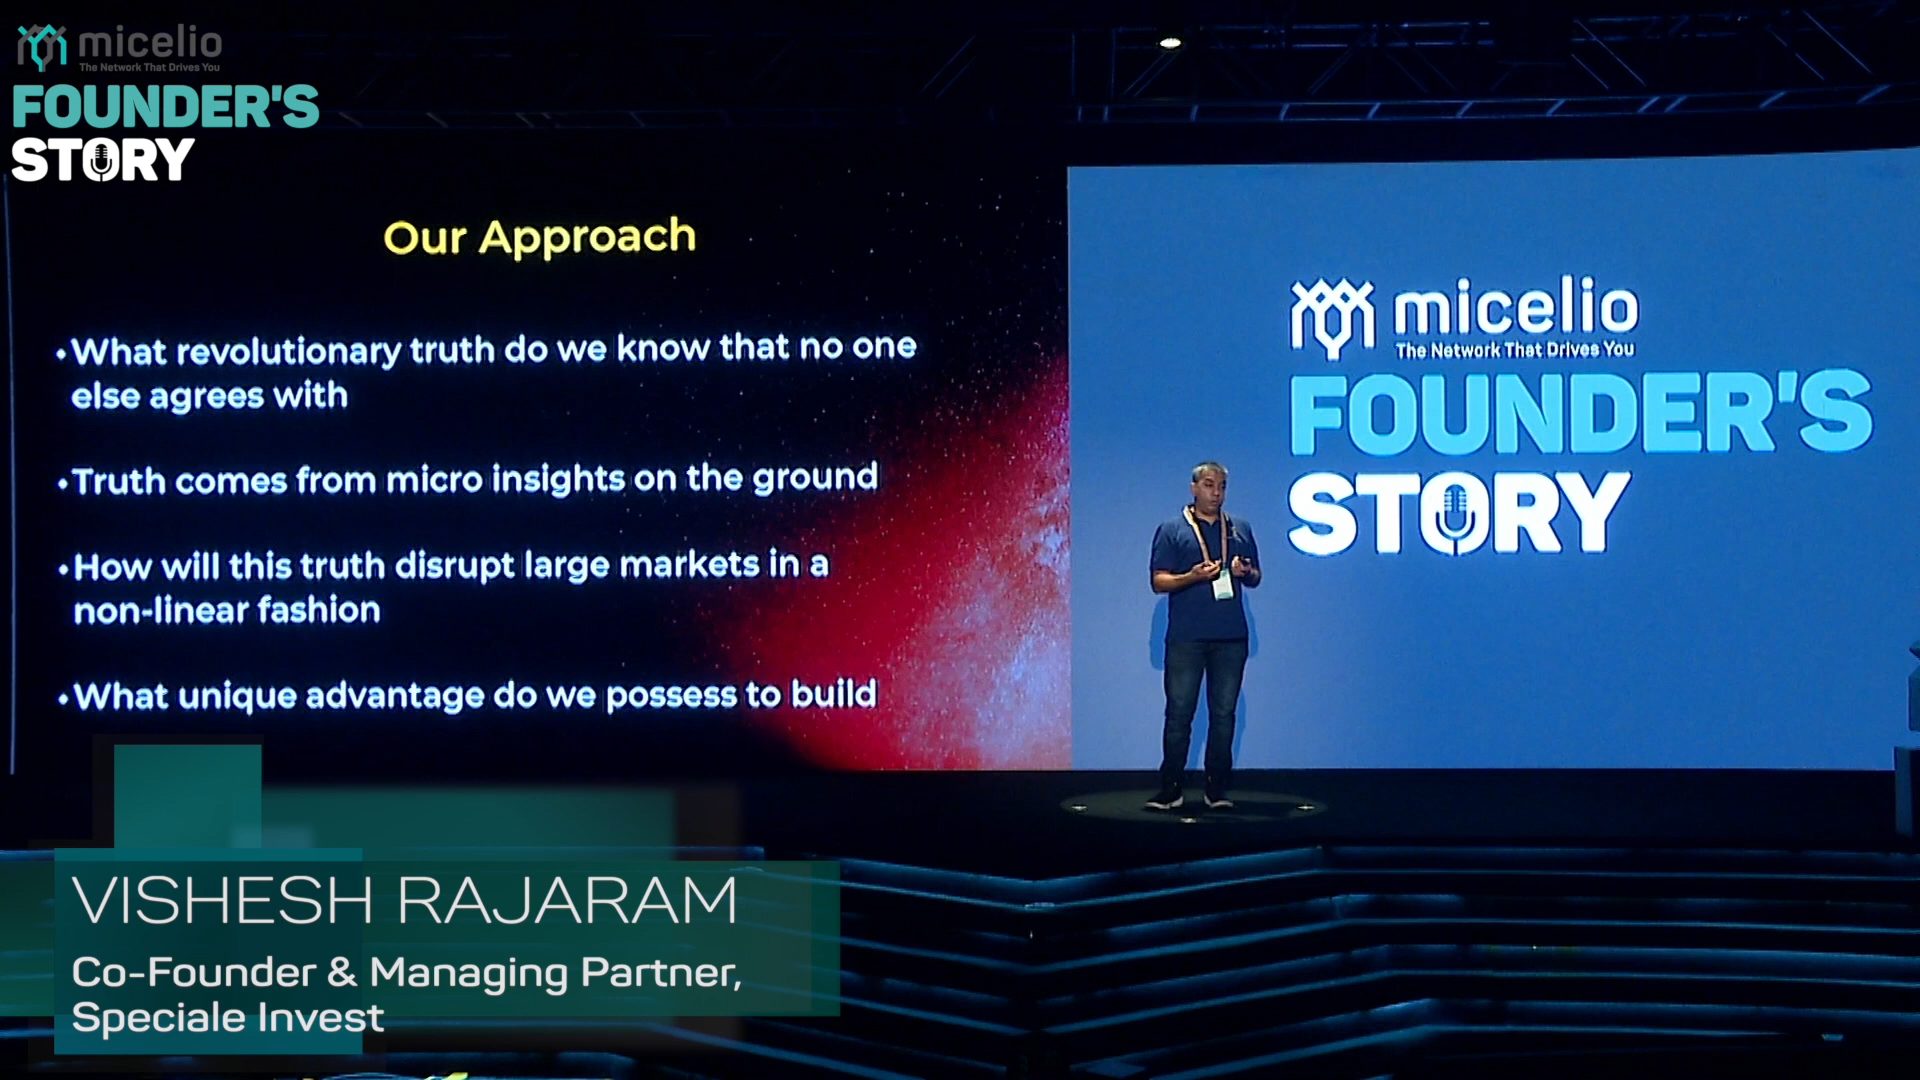 micelio
The Network That Drives You
FOUNDER'S
STORY
Our Approach
•What revolutionary truth do we know that no one
else agrees with
•Truth comes from micro insights on the ground
•How will this truth disrupt large markets in a
non-linear fashion
•What unique advantage do we possess to build
micelio
The Network That Drives You
FOUNDER'S
STORY
VISHESH RAJARAM
Co-Founder & Managing Partner,
Speciale Invest